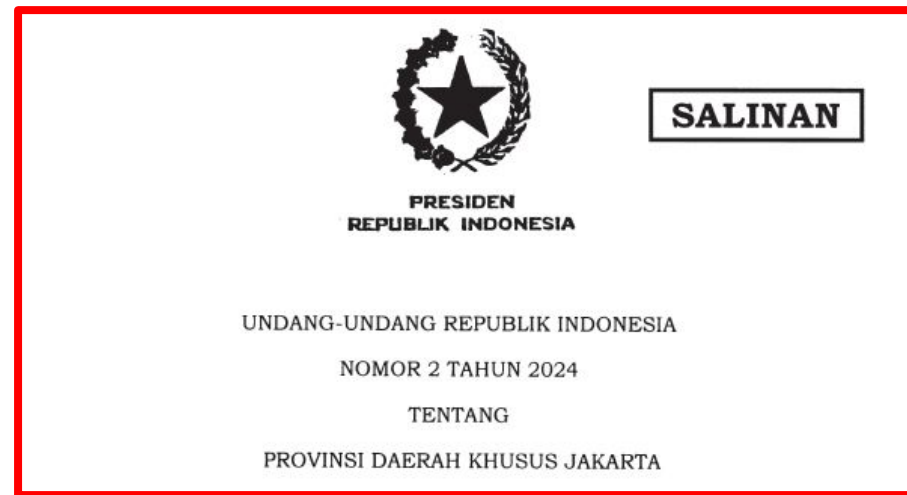 SALINAN
PRESIDEN
REPUBLIK INDONESIA
UNDANG-UNDANG REPUBLIK INDONESIA
NOMOR 2 TAHUN 2024
TENTANG
PROVINSI DAERAH KHUSUS JAKARTA